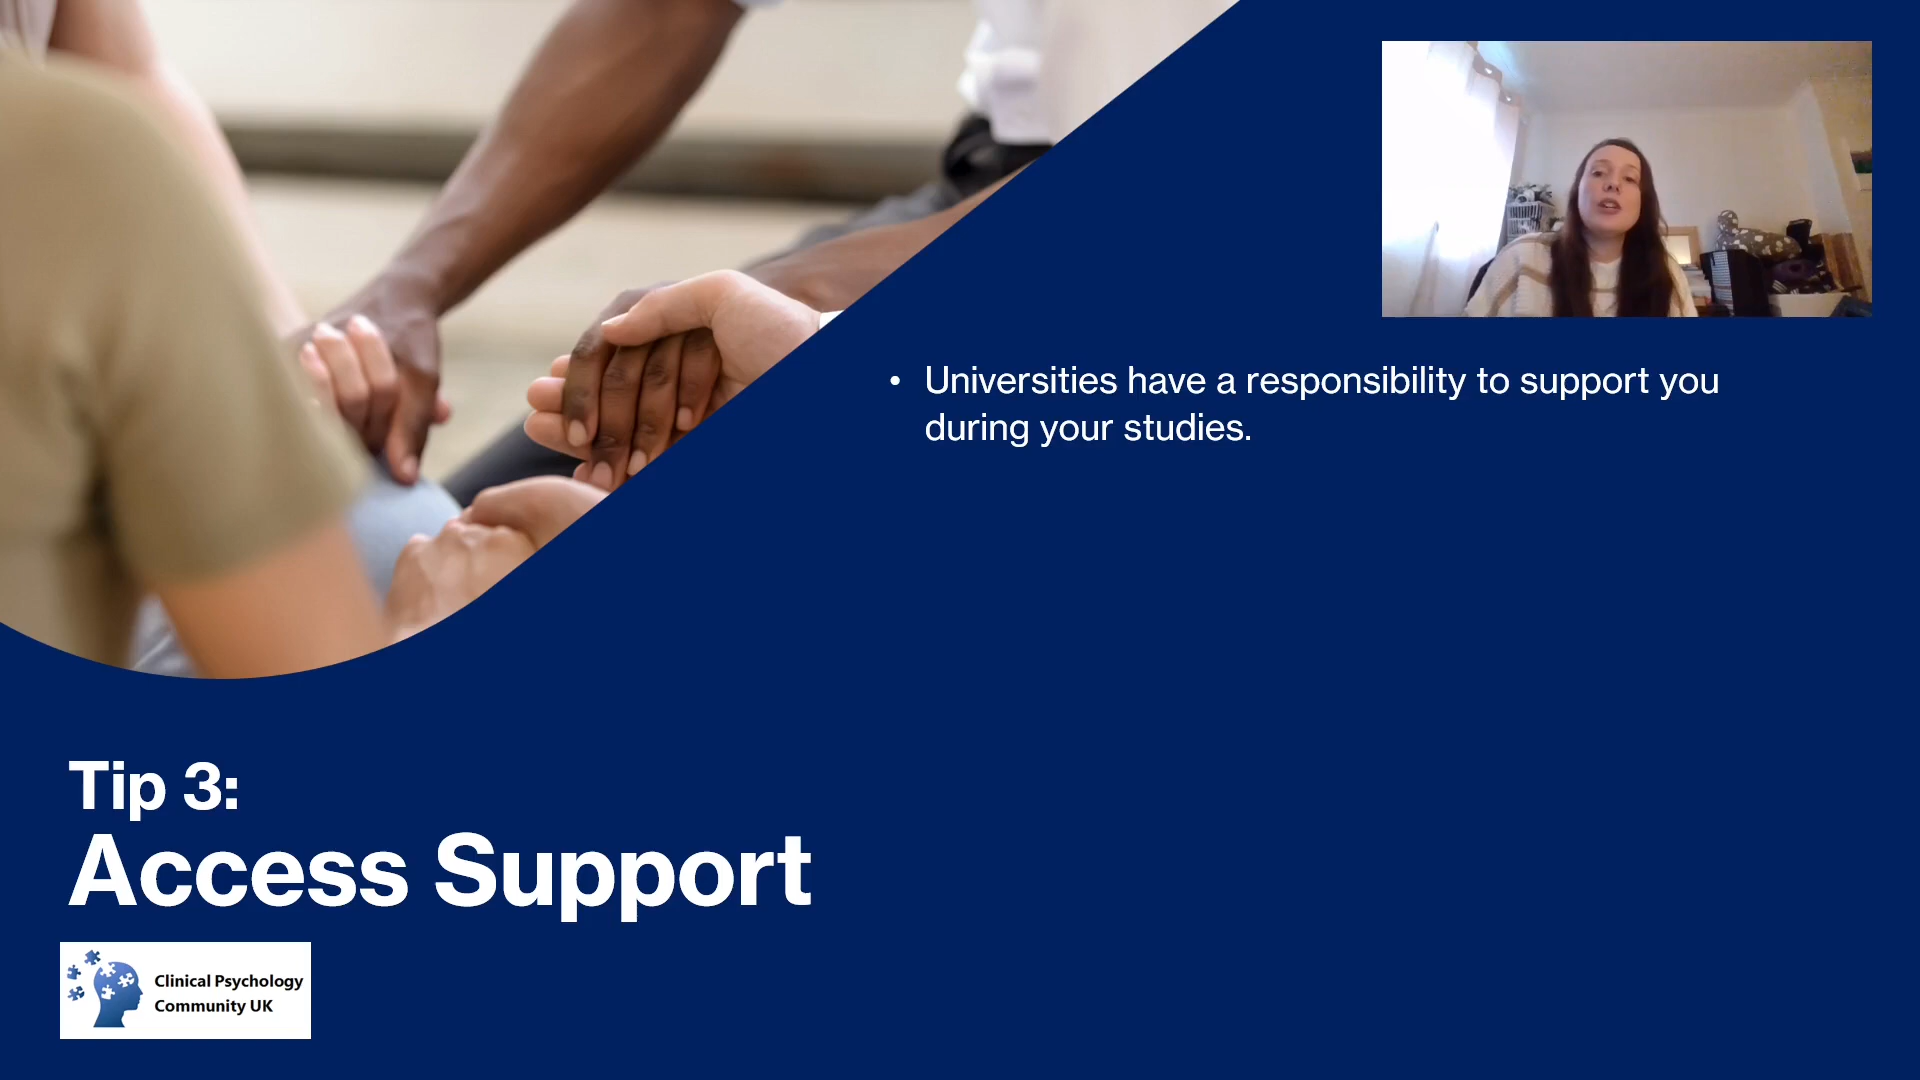 • Universities have a responsibility to support you
during your studies.
Tip 3:
Access Support
Clinical Psychology
Community UK